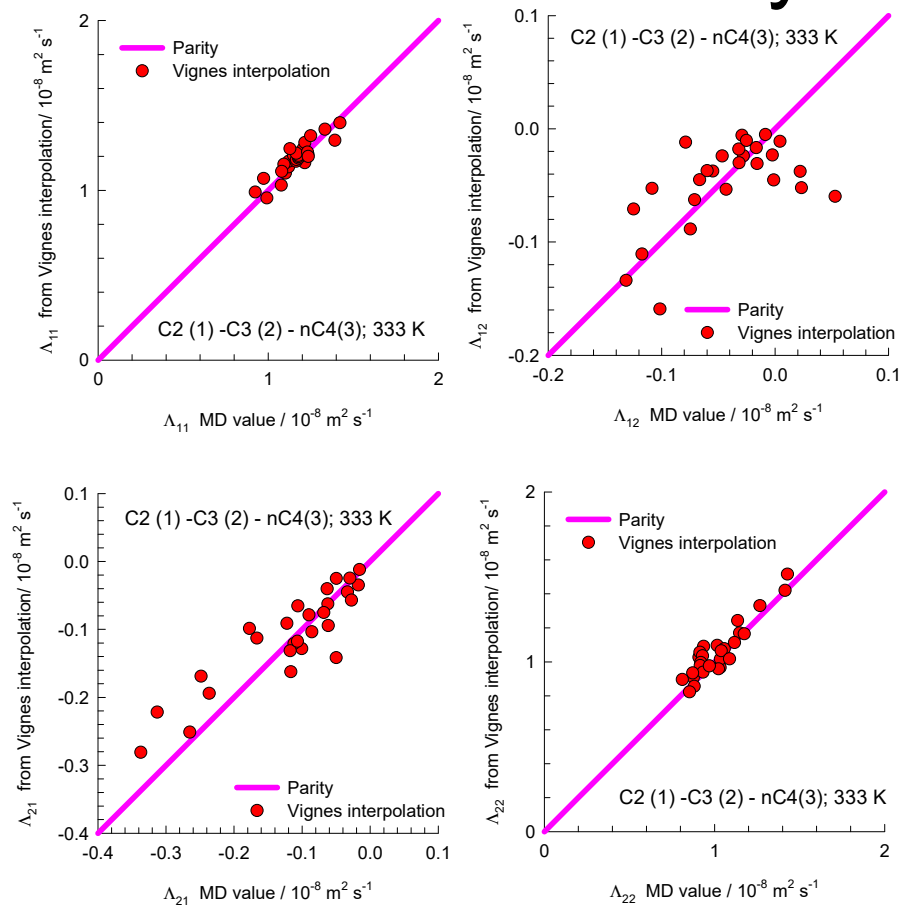 y
2
1
0
0
1
2
Λ11 from Vignes interpolation/ 10-8 m2 s-1
Parity
Vignes interpolation
C2 (1) -C3 (2) - nC4(3); 333 K
Λ11 MD value / 10-8 m2 s-1
0.1
0.0
-0.1
-0.2
-0.2
-0.1
0.0
0.1
Λ12 from Vignes interpolation/ 10-8 m2 s-1
C2 (1) -C3 (2) - nC4(3); 333 K
Parity
Vignes interpolation
Λ12 MD value / 10-8 m2 s-1
0.1
0.0
-0.1
-0.2
-0.3
-0.4
-0.4
-0.3
-0.2
-0.1
0.0
0.1
Λ21 from Vignes interpolation/ 10-8 m2 s-1
C2 (1) -C3 (2) - nC4(3); 333 K
Parity
Vignes interpolation
Λ21 MD value / 10-8 m2 s-1
2
1
0
0
1
2
Λ22 from Vignes interpolation/ 10-8 m2 s-1
Parity
Vignes interpolation
C2 (1) -C3 (2) - nC4(3); 333 K
Λ22 MD value / 10-8 m2 s-1